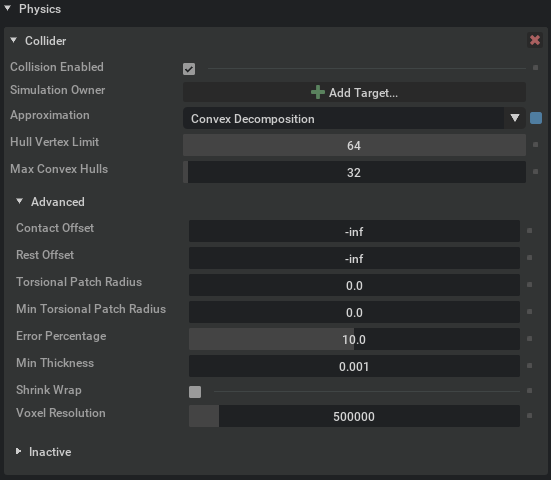 Physics
Collider
Collision Enabled
Simulation Owner Add Target...
Approximation Convex Decomposition
Hull Vertex Limit 64
Max Convex Hulls 32
Advanced
Contact Offset -inf
Rest Offset -inf
Torsional Patch Radius 0.0
Min Torsional Patch Radius 0.0
Error Percentage 10.0
Min Thickness 0.001
Shrink Wrap
Voxel Resolution 500000
Inactive